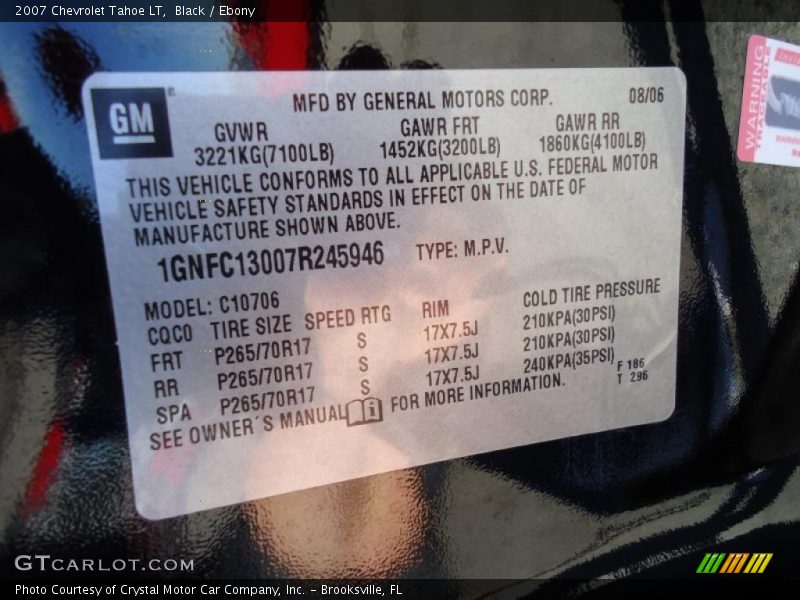 2007 Chevrolet Tahoe LT, Black / Ebony
GM ®
MFD BY GENERAL MOTORS CORP. 08/06
GVWR GAWR FRT GAWR RR
3221KG(7100LB) 1452KG(3200LB) 1860KG(4100LB)
THIS VEHICLE CONFORMS TO ALL APPLICABLE U.S. FEDERAL MOTOR
VEHICLE SAFETY STANDARDS IN EFFECT ON THE DATE OF
MANUFACTURE SHOWN ABOVE.
1GNFC13007R245946 TYPE: M.P.V.
MODEL: C10706
CQC0 TIRE SIZE SPEED RTG RIM COLD TIRE PRESSURE
FRT P265/70R17 S 17X7.5J 210KPA(30PSI)
RR P265/70R17 S 17X7.5J 210KPA(30PSI)
SPA P265/70R17 S 17X7.5J 240KPA(35PSI)
SEE OWNER'S MANUAL FOR MORE INFORMATION.
F 186
T 296
WARNING
GTCARLOT.COM
Photo Courtesy of Crystal Motor Car Company, Inc. – Brooksville, FL